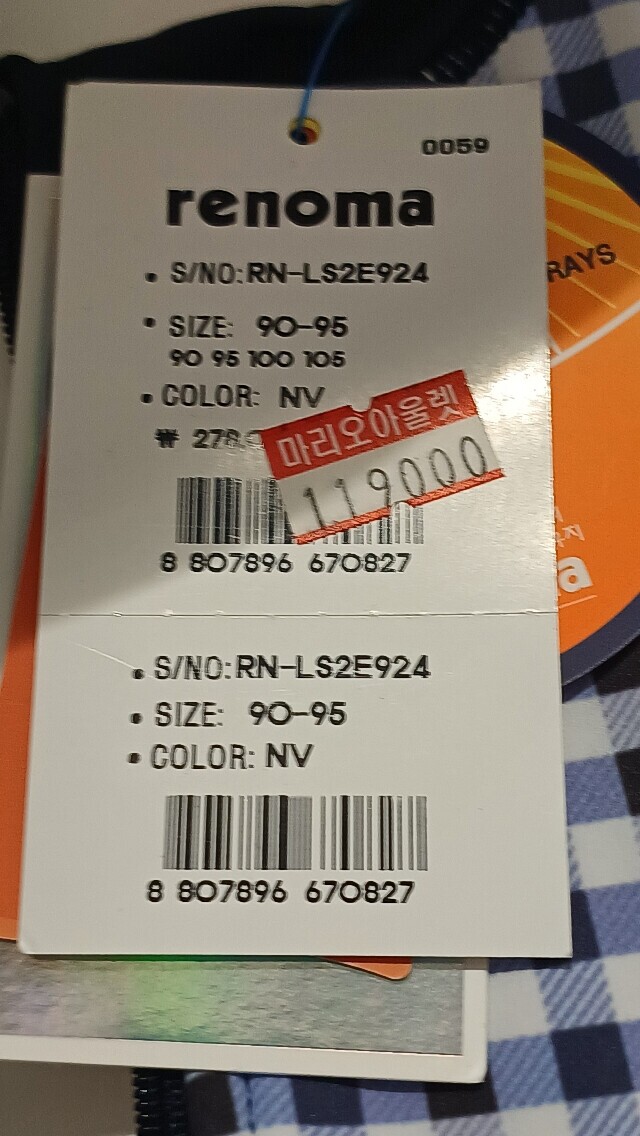 0059
renoma
• S/NO:RN-LS2E924
• SIZE: 90-95
90 95 100 105
• COLOR: NV
₩ 278
마리오아울렛
119000
8 807896 670827
• S/NO:RN-LS2E924
• SIZE: 90-95
• COLOR: NV
8 807896 670827
RAYS
a